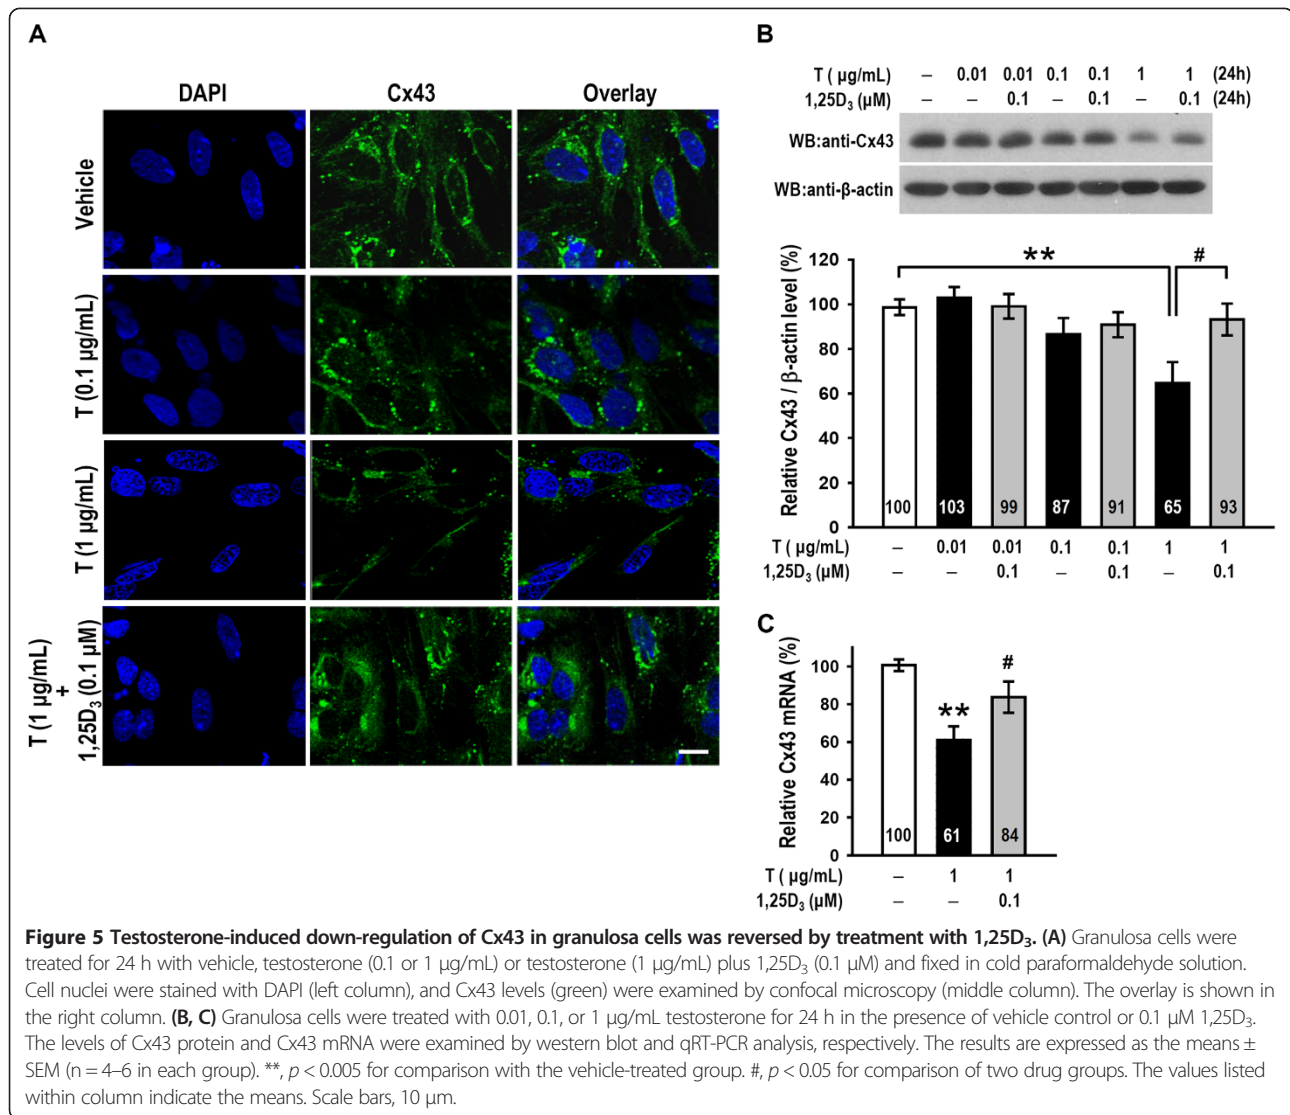 A
DAPI Cx43 Overlay
Vehicle
T (0.1 µg/mL)
T (1 µg/mL)
T (1 µg/mL)
+
1,25D₃ (0.1 µM)
B
T ( µg/mL) – 0.01 0.01 0.1 0.1 1 1 (24h)
1,25D₃ (µM) – – 0.1 – 0.1 – 0.1 (24h)
WB:anti-Cx43
WB:anti-β-actin
Relative Cx43 / β-actin level (%)
120
100
80
60
40
20
0
** #
100 103 99 87 91 65 93
T ( µg/mL) – 0.01 0.01 0.1 0.1 1 1
1,25D₃ (µM) – – 0.1 – 0.1 – 0.1
C
Relative Cx43 mRNA (%)
100
80
60
40
20
0
** #
100 61 84
T ( µg/mL) – 1 1
1,25D₃ (µM) – – 0.1
Figure 5 Testosterone-induced down-regulation of Cx43 in granulosa cells was reversed by treatment with 1,25D₃. (A) Granulosa cells were
treated for 24 h with vehicle, testosterone (0.1 or 1 μg/mL) or testosterone (1 μg/mL) plus 1,25D₃ (0.1 μM) and fixed in cold paraformaldehyde solution.
Cell nuclei were stained with DAPI (left column), and Cx43 levels (green) were examined by confocal microscopy (middle column). The overlay is shown in
the right column. (B, C) Granulosa cells were treated with 0.01, 0.1, or 1 μg/mL testosterone for 24 h in the presence of vehicle control or 0.1 μM 1,25D₃.
The levels of Cx43 protein and Cx43 mRNA were examined by western blot and qRT-PCR analysis, respectively. The results are expressed as the means ±
SEM (n = 4–6 in each group). **, p < 0.005 for comparison with the vehicle-treated group. #, p < 0.05 for comparison of two drug groups. The values listed
within column indicate the means. Scale bars, 10 μm.